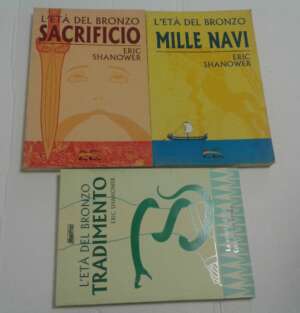 L'ETÀ DEL BRONZO
SACRIFICIO
ERIC
SHANOWER
L'ETÀ DEL BRONZO
MILLE NAVI
ERIC
SHANOWER
L'ETÀ DEL BRONZO
TRADIMENTO
ERIC SHANOWER